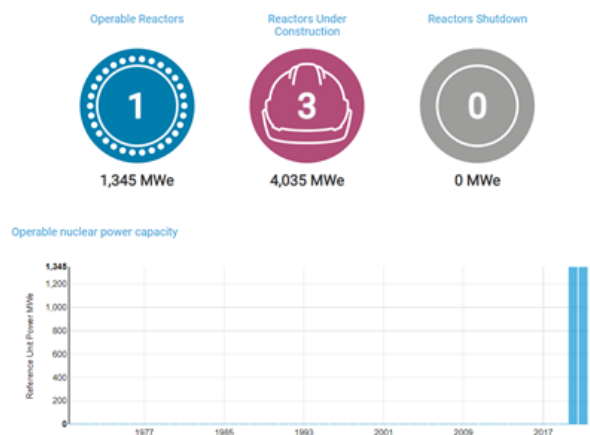 Operable Reactors
Reactors Under
Construction
Reactors Shutdown
1
3
0
1,345 MWe
4,035 MWe
0 MWe
Operable nuclear power capacity
Reference Unit Power MWe
1,345
1,200
1,000
800
600
400
200
0
1977
1985
1993
2001
2009
2017